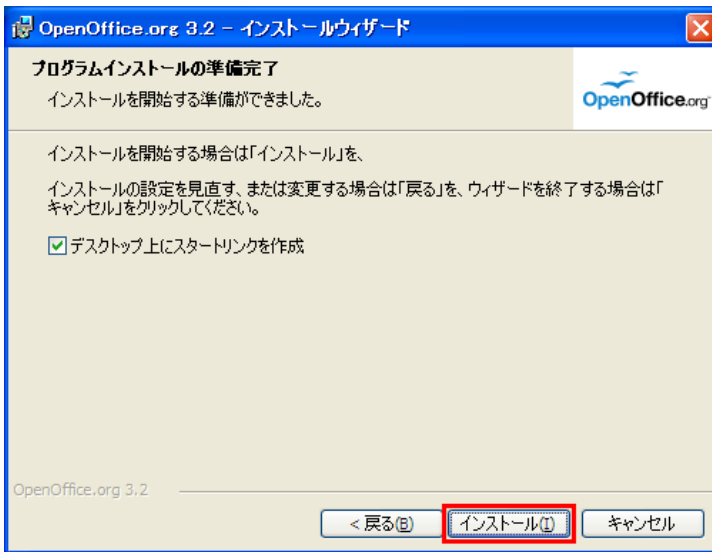 OpenOffice.org 3.2 - インストールウィザード
プログラムインストールの準備完了
インストールを開始する準備ができました。
OpenOffice.org
インストールを開始する場合は「インストール」を、
インストールの設定を見直す、または変更する場合は「戻る」を、ウィザードを終了する場合は「
キャンセル」をクリックしてください。
デスクトップ上にスタートリンクを作成
OpenOffice.org 3.2
< 戻る(B)
インストール(I)
キャンセル